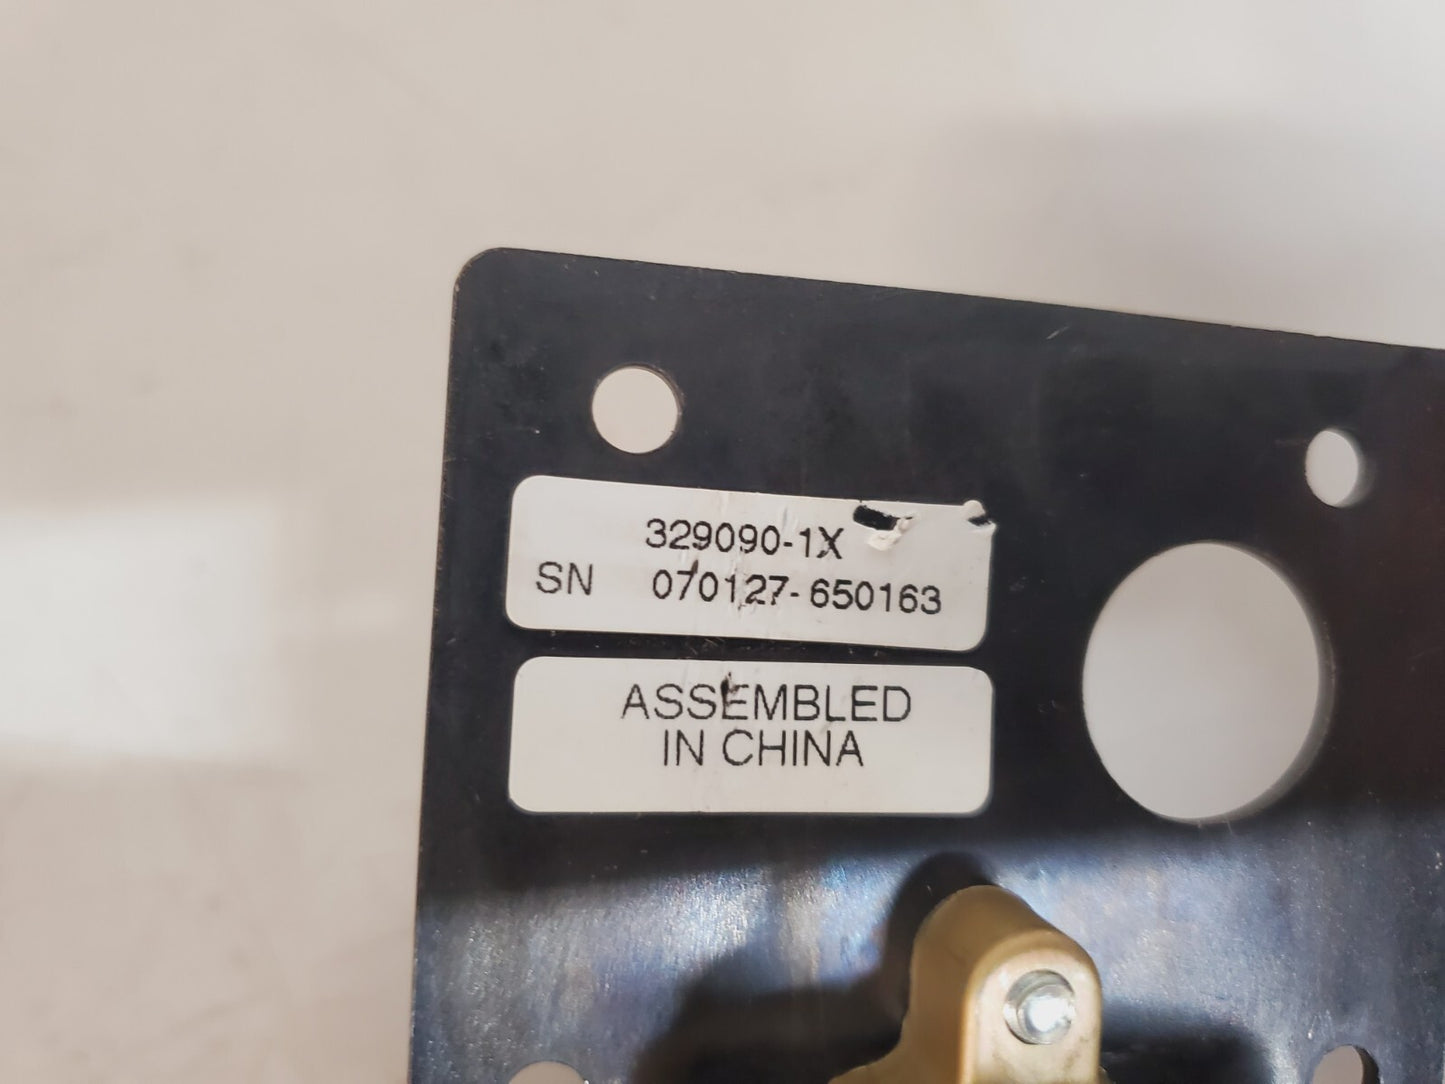 329090-1X
SN 070127-650163
ASSEMBLED
IN CHINA